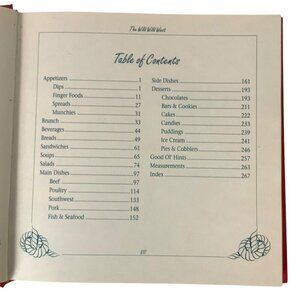 The Wild Wild West
Table of Contents
Appetizers 1
Dips 1
Finger Foods 11
Spreads 27
Munchies 31
Brunch 33
Beverages 44
Breads 49
Sandwiches 61
Soups 65
Salads 74
Main Dishes 97
Beef 97
Poultry 114
Southwest 133
Pork 148
Fish & Seafood 152
Side Dishes 161
Desserts 193
Chocolates 193
Bars & Cookies 211
Cakes 222
Candies 233
Puddings 239
Ice Cream 241
Pies & Cobblers 246
Good Ol' Hints 257
Measurements 263
Index 267